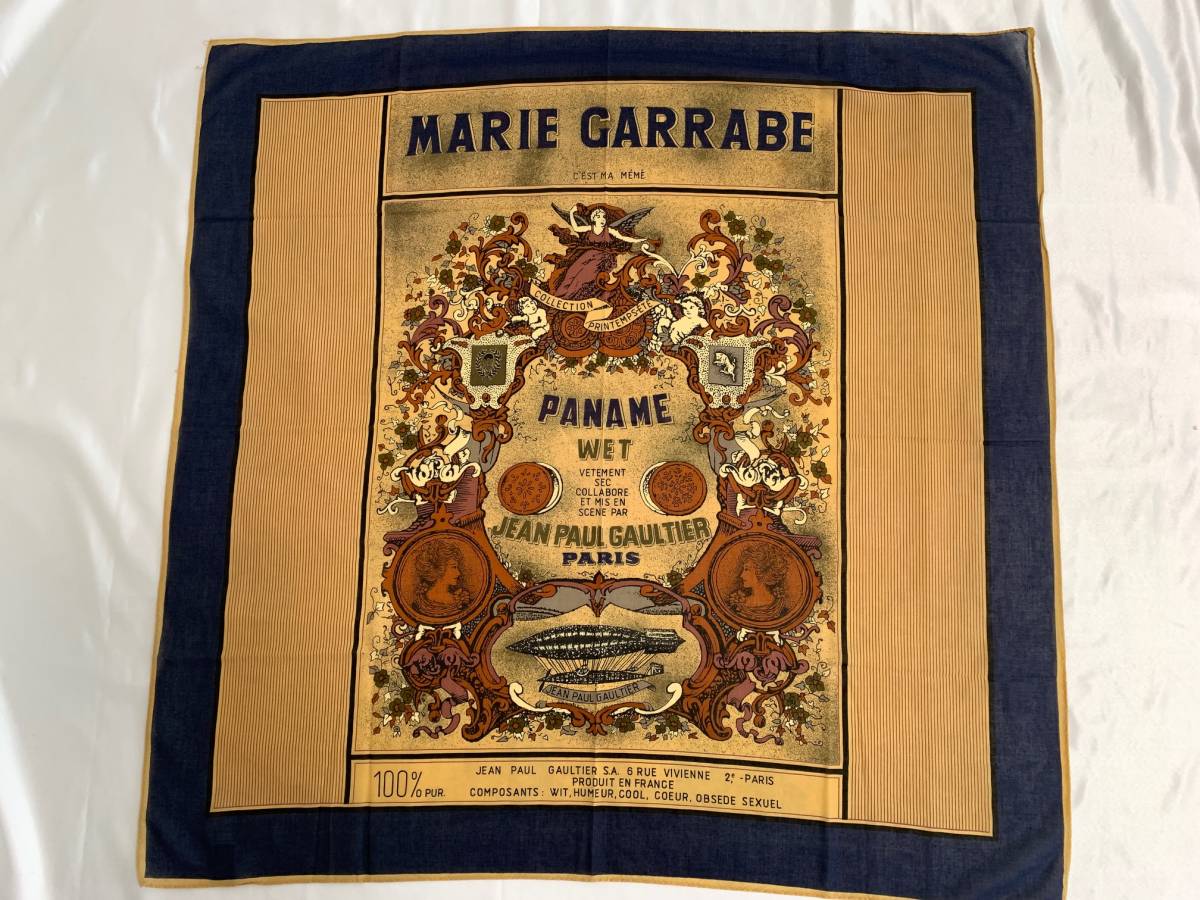 MARIE GARRABE
C'EST MA MÉMÉ
COLLECTION
PRINTEMPS-ÉTÉ
PANAME
WET
VETEMENT
SEC
COLLABORE
ET MIS EN
SCENE PAR
JEAN PAUL GAULTIER
PARIS
JEAN PAUL GAULTIER
100% PUR.
JEAN PAUL GAULTIER S.A. 6 RUE VIVIENNE 2e -PARIS
PRODUIT EN FRANCE
COMPOSANTS: WIT, HUMEUR, COOL, COEUR, OBSEDE SEXUEL